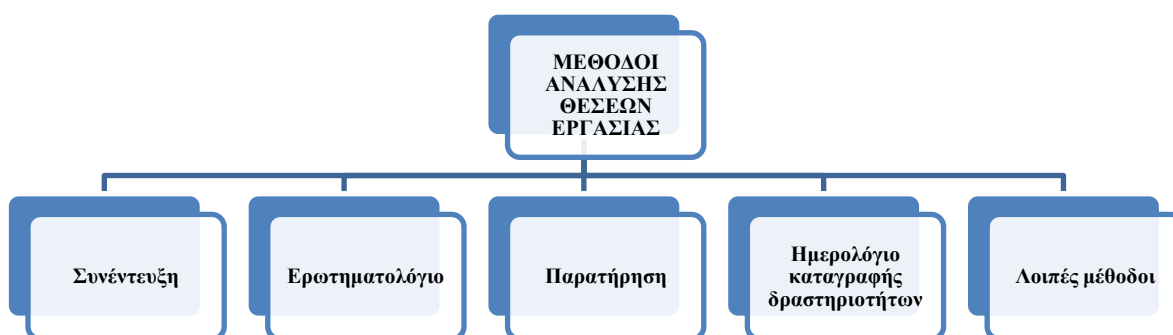 ΜΕΘΟΔΟΙ
ΑΝΑΛΥΣΗΣ
ΘΕΣΕΩΝ
ΕΡΓΑΣΙΑΣ
Συνέντευξη
Ερωτηματολόγιο
Παρατήρηση
Ημερολόγιο
καταγραφής
δραστηριοτήτων
Λοιπές μέθοδοι